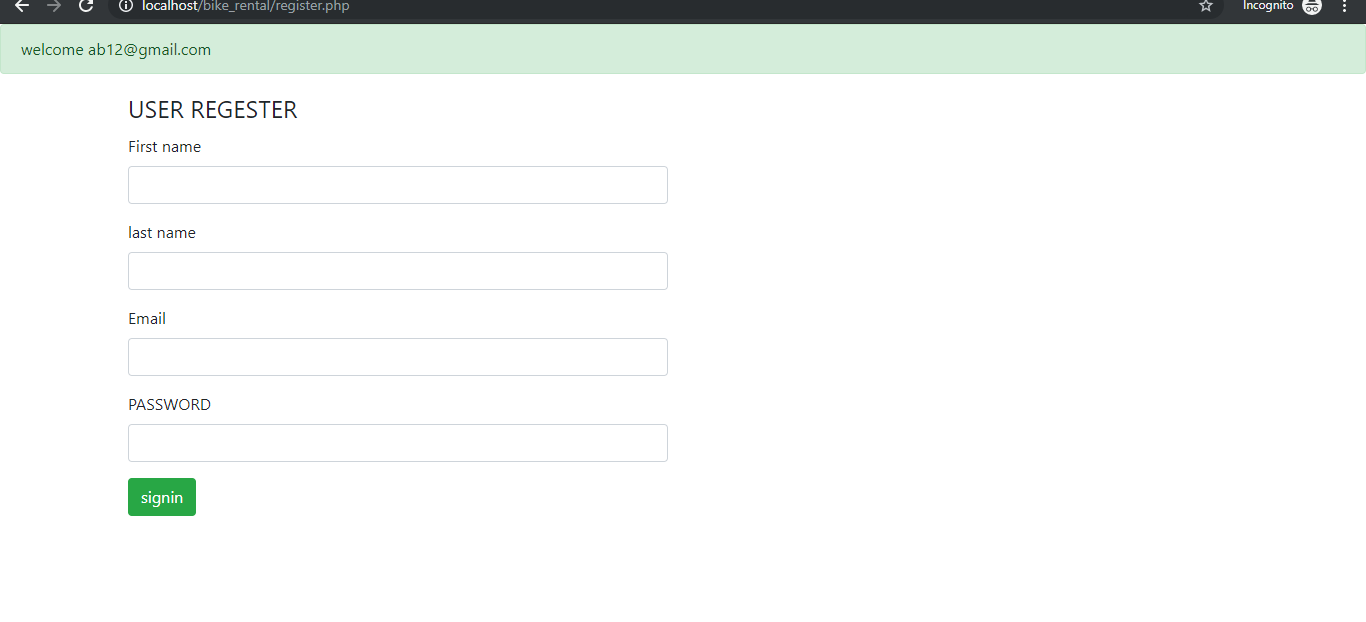 localhost/bike_rental/register.php
Incognito
welcome ab12@gmail.com
USER REGESTER
First name
last name
Email
PASSWORD
signin